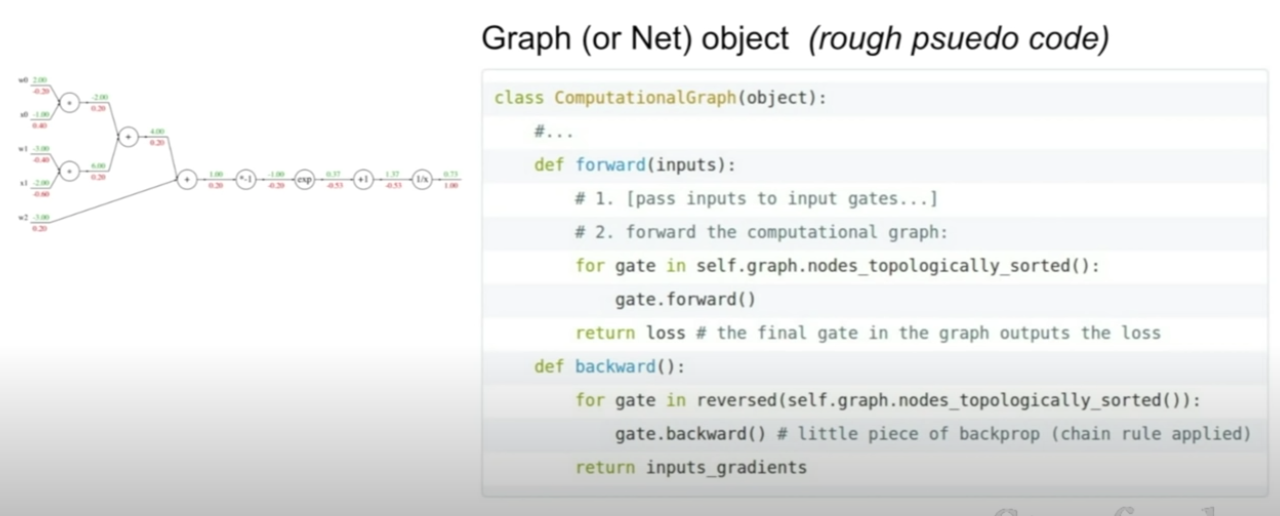 Graph (or Net) object (rough psuedo code)
w0 2.00
-0.20
x0 -1.00
0.40
-2.00
0.20
w1 -3.00
-0.40
x1 -2.00
-0.60
6.00
0.20
w2 -3.00
0.20
+
4.00
0.20
+
1.00
0.20
*-1
-1.00
-0.20
exp
0.37
-0.53
+1
1.37
-0.53
1/x
0.73
1.00
class ComputationalGraph(object):
#...
def forward(inputs):
# 1. [pass inputs to input gates...]
# 2. forward the computational graph:
for gate in self.graph.nodes_topologically_sorted():
gate.forward()
return loss # the final gate in the graph outputs the loss
def backward():
for gate in reversed(self.graph.nodes_topologically_sorted()):
gate.backward() # little piece of backprop (chain rule applied)
return inputs_gradients